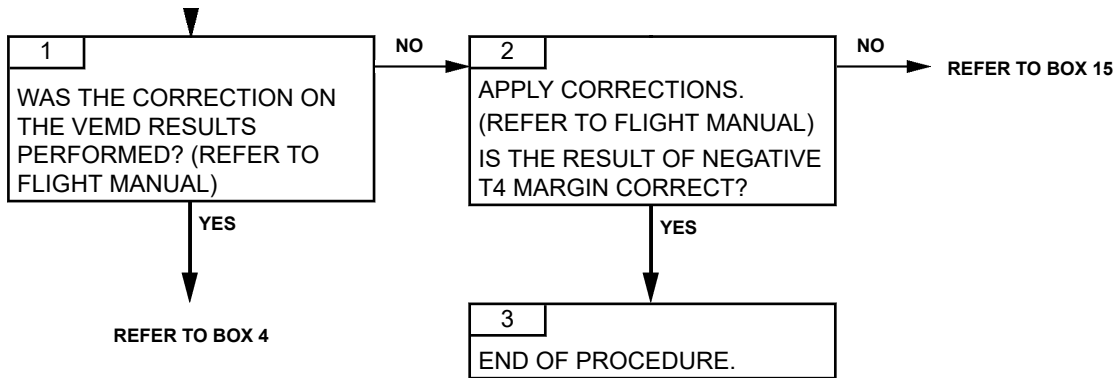 1
WAS THE CORRECTION ON
THE VEMD RESULTS
PERFORMED? (REFER TO
FLIGHT MANUAL)
NO
YES
REFER TO BOX 4
2
APPLY CORRECTIONS.
(REFER TO FLIGHT MANUAL)
IS THE RESULT OF NEGATIVE
T4 MARGIN CORRECT?
NO
REFER TO BOX 15
YES
3
END OF PROCEDURE.